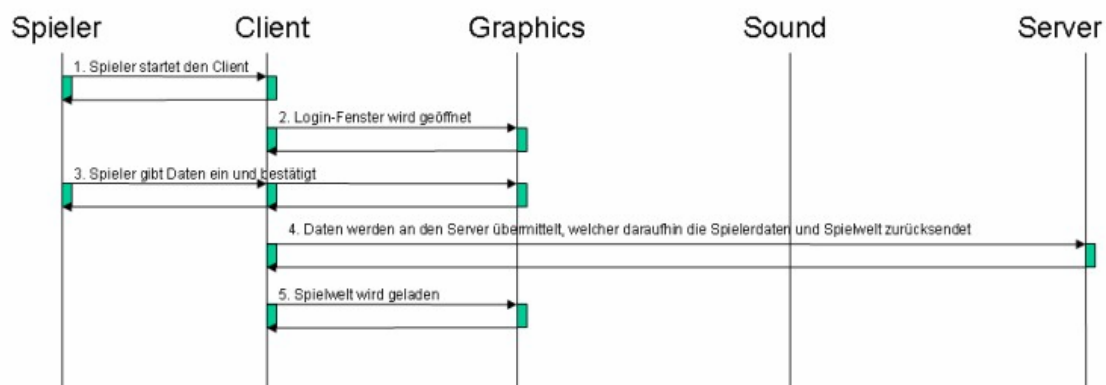 Spieler Client Graphics Sound Server
1. Spieler startet den Client
2. Login-Fenster wird geöffnet
3. Spieler gibt Daten ein und bestätigt
4. Daten werden an den Server übermittelt, welcher daraufhin die Spielerdaten und Spielwelt zurücksendet
5. Spielwelt wird geladen